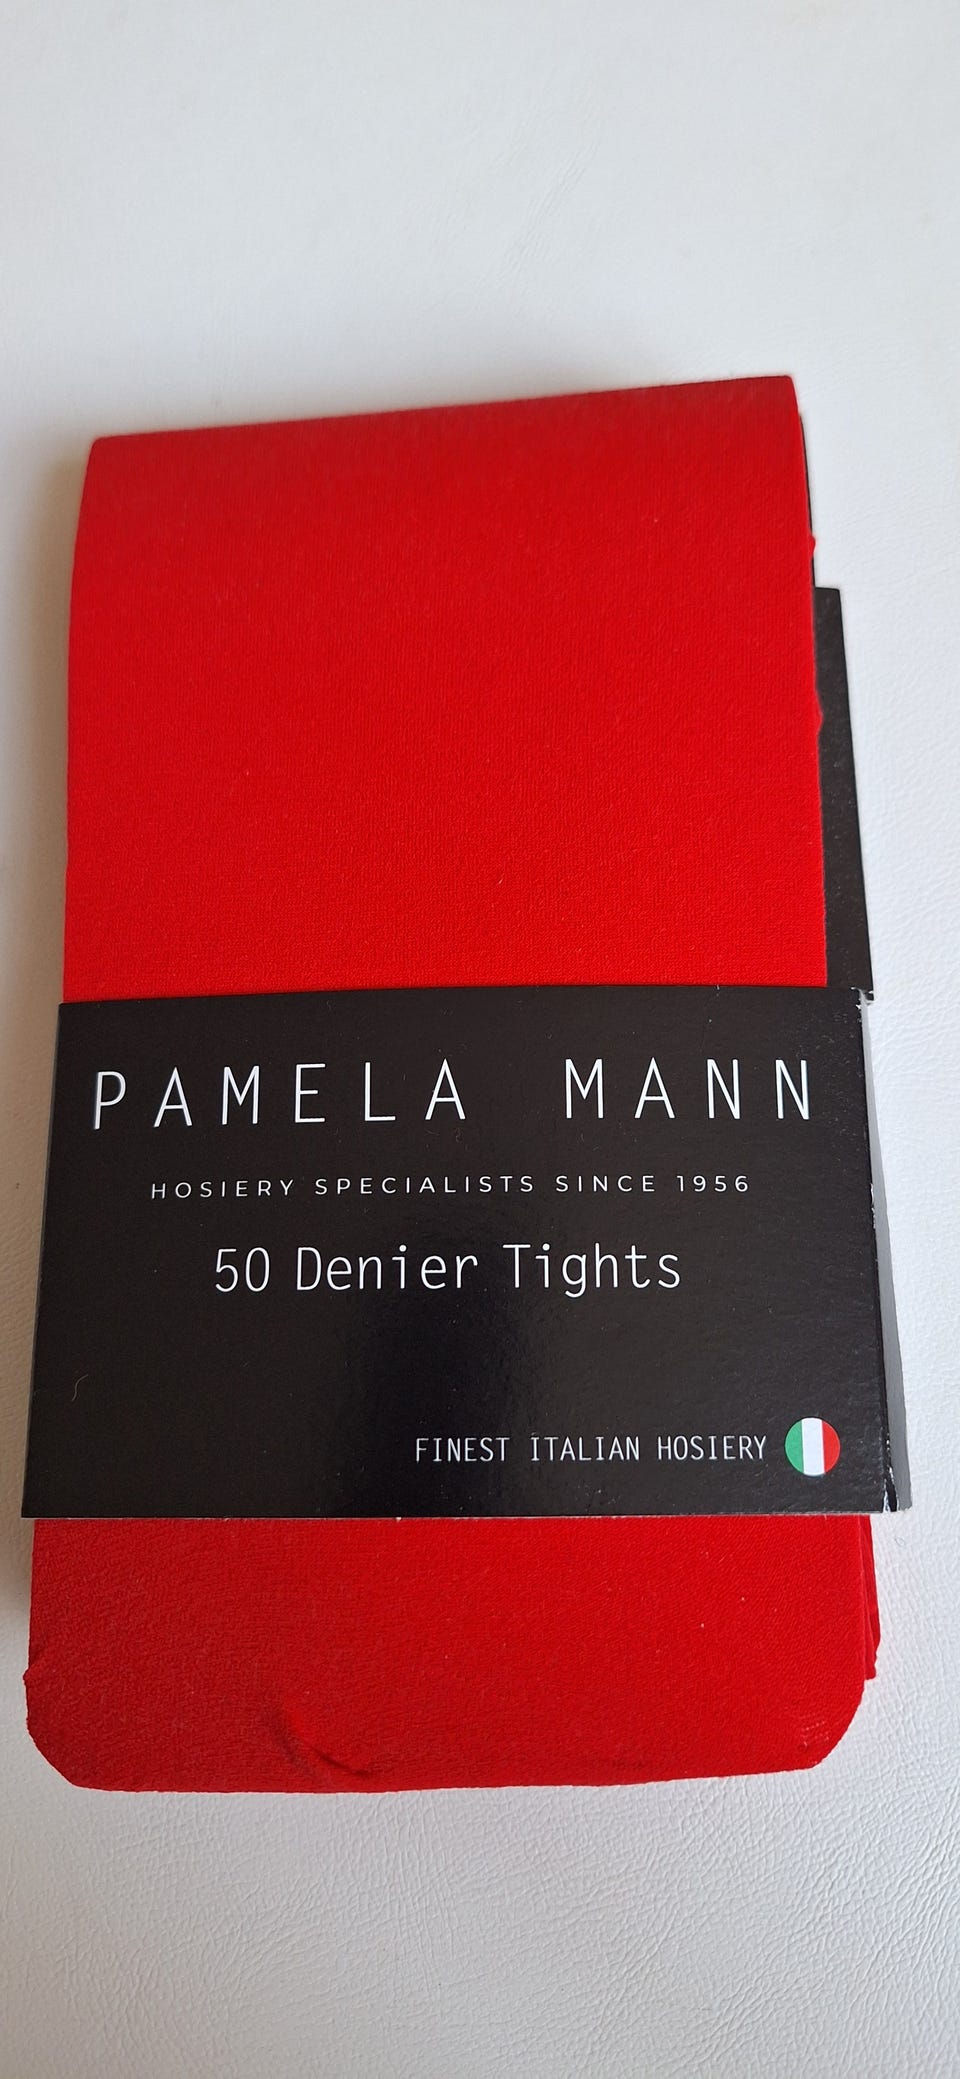 PAMELA MANN
HOSIERY SPECIALISTS SINCE 1956
50 Denier Tights
FINEST ITALIAN HOSIERY